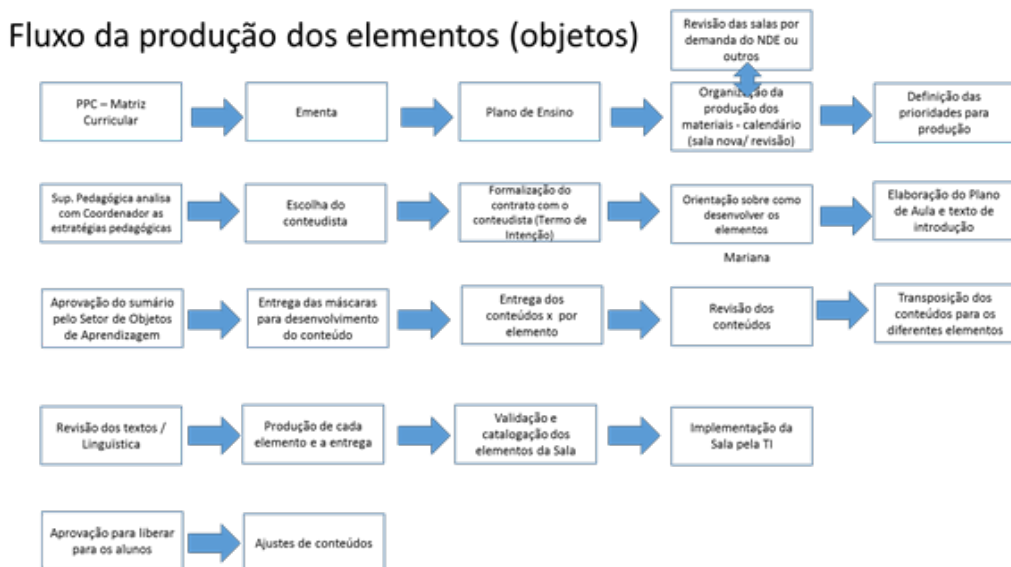 Fluxo da produção dos elementos (objetos)
Revisão das salas por
demanda do NDE ou
outros
PPC – Matriz
Curricular
Ementa
Plano de Ensino
Organização da
produção dos
materiais - calendário
(sala nova/ revisão)
Definição das
prioridades para
produção
Sup. Pedagógica analisa
com Coordenador as
estratégias pedagógicas
Escolha do
conteudista
Formalização do
contrato com o
conteudista (Termo de
Intenção)
Orientação sobre como
desenvolver os
elementos
Mariana
Elaboração do Plano
de Aula e texto de
introdução
Aprovação do sumário
pelo Setor de Objetos
de Aprendizagem
Entrega das máscaras
para desenvolvimento
do conteúdo
Entrega dos
conteúdos x por
elemento
Revisão dos
conteúdos
Transposição dos
conteúdos para os
diferentes elementos
Revisão dos textos /
Linguística
Produção de cada
elemento e a entrega
Validação e
catalogação dos
elementos da Sala
Implementação da
Sala pela TI
Aprovação para liberar
para os alunos
Ajustes de conteúdos